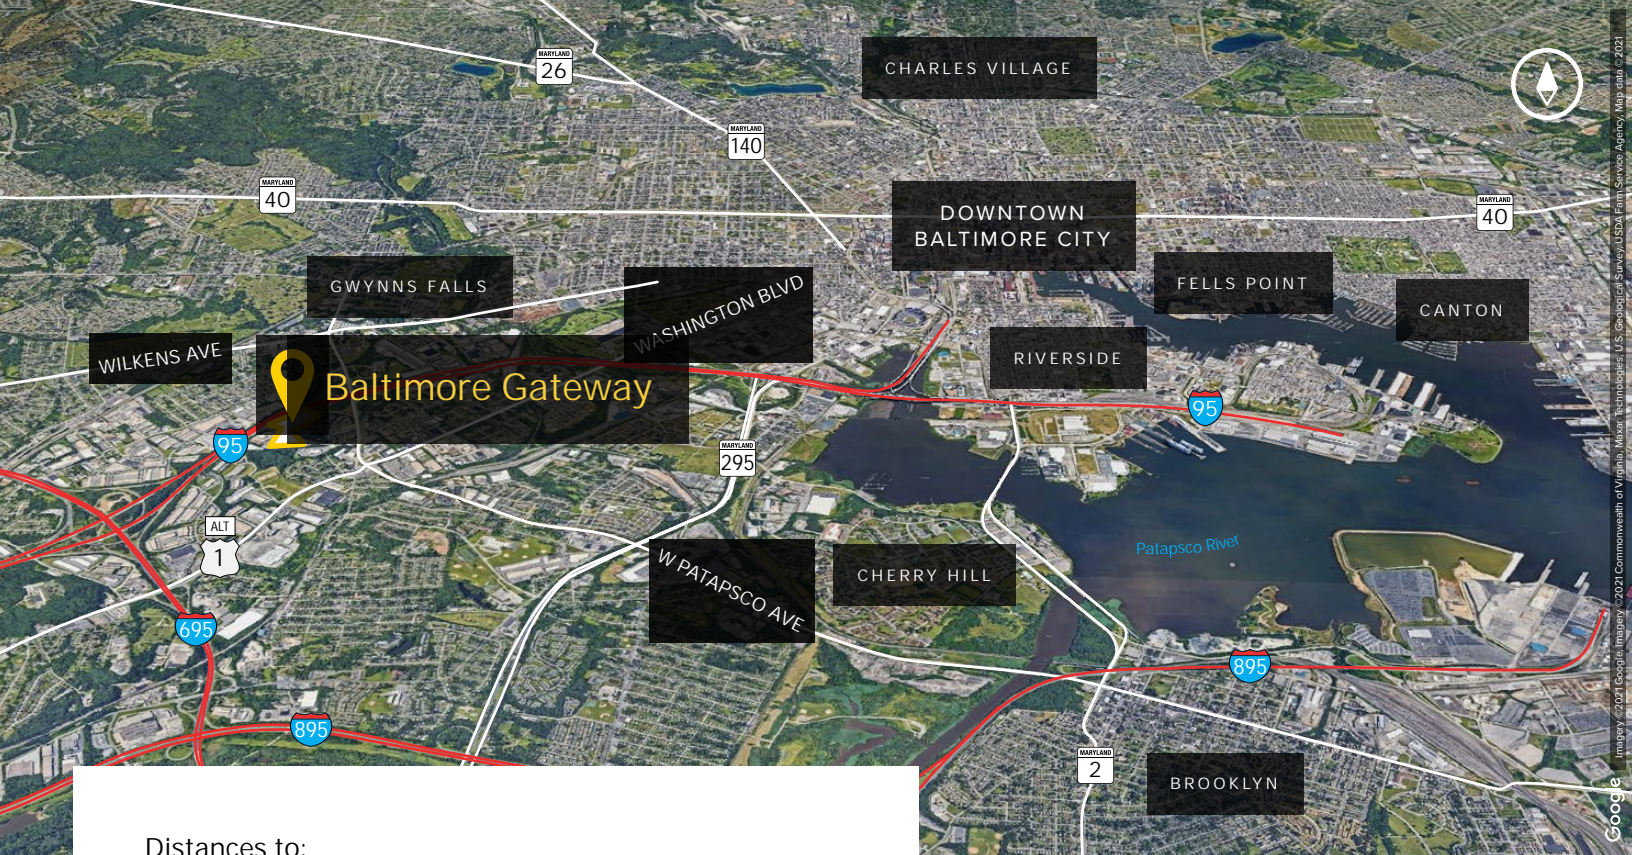 CHARLES VILLAGE
MARYLAND
26
MARYLAND
140
MARYLAND
40
DOWNTOWN
BALTIMORE CITY
MARYLAND
40
GWYNNS FALLS
WASHINGTON BLVD
FELLS POINT
CANTON
WILKENS AVE
RIVERSIDE
Baltimore Gateway
95
95
MARYLAND
295
ALT
1
W PATAPSCO AVE
CHERRY HILL
Patapsco River
695
895
895
MARYLAND
2
BROOKLYN
Distances to:
Imagery ©2021 Google, Imagery ©2021 Commonwealth of Virginia, Maxar Technologies, U.S. Geological Survey, USDA Farm Service Agency, Map data ©2021
Google